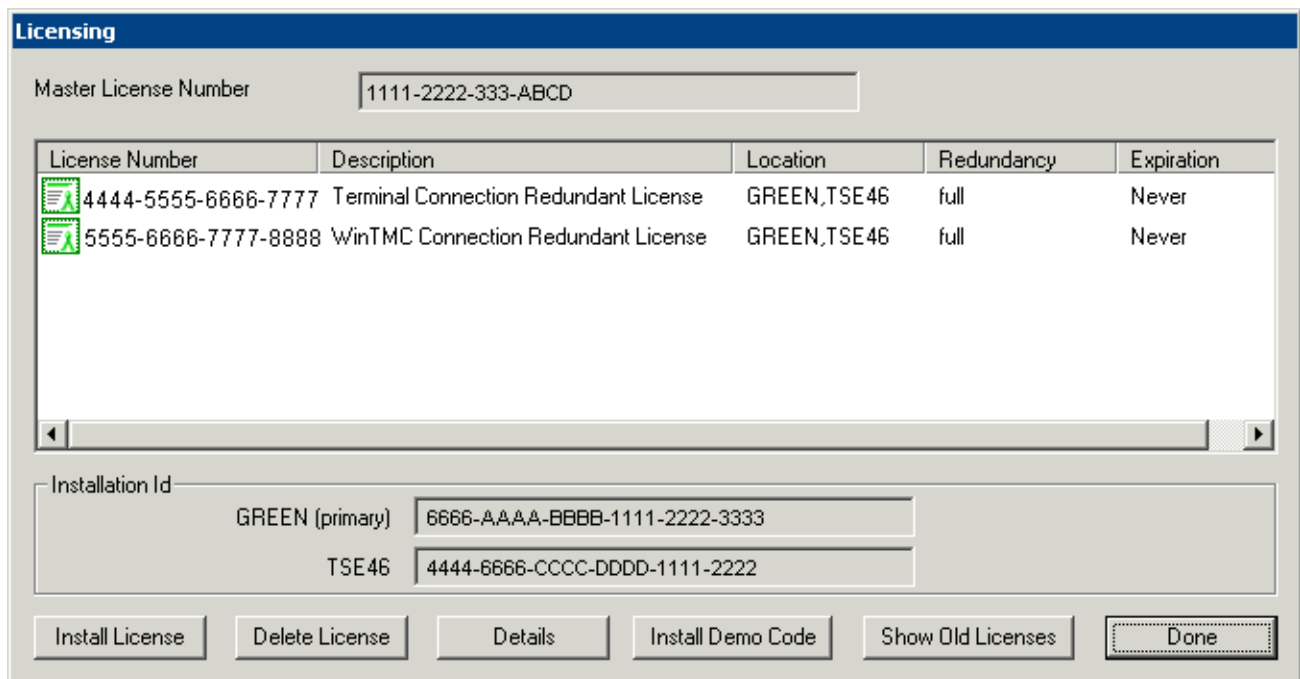 Licensing
Master License Number 1111-2222-333-ABCD
License Number Description Location Redundancy Expiration
4444-5555-6666-7777 Terminal Connection Redundant License GREEN,TSE46 full Never
5555-6666-7777-8888 WinTMC Connection Redundant License GREEN,TSE46 full Never
Installation Id
GREEN (primary) 6666-AAAA-BBBB-1111-2222-3333
TSE46 4444-6666-CCCC-DDDD-1111-2222
Install License Delete License Details Install Demo Code Show Old Licenses Done